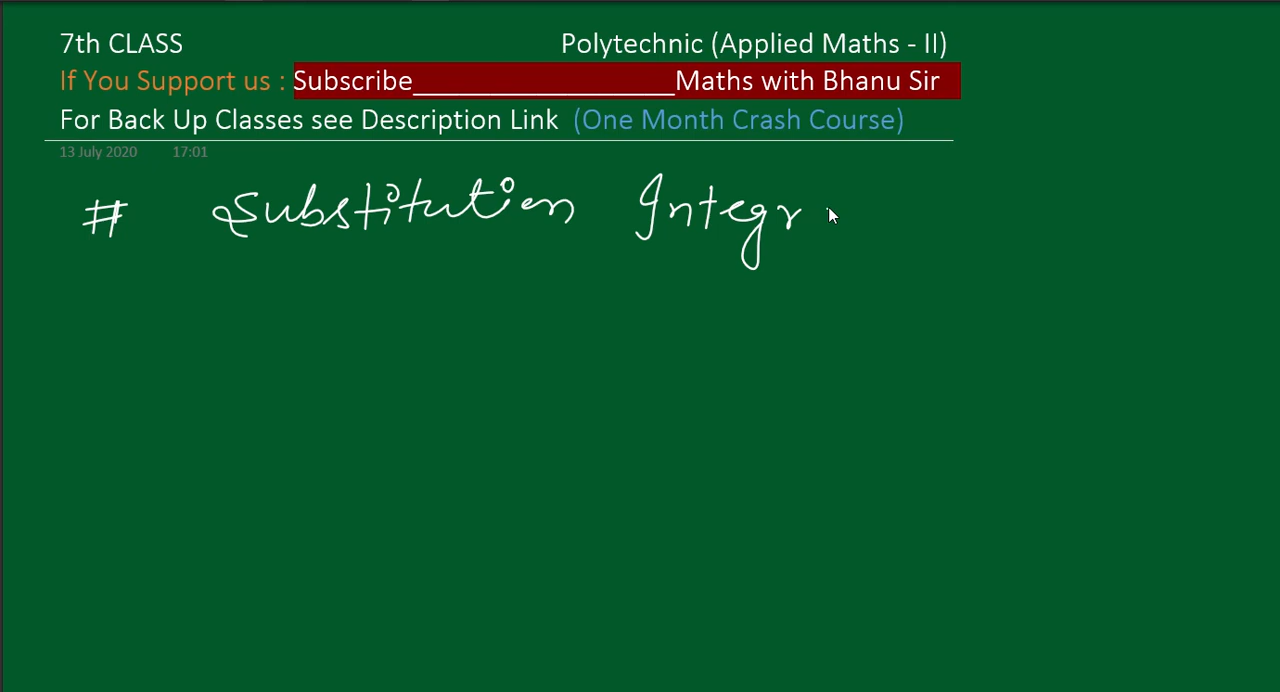 7th CLASS Polytechnic (Applied Maths - II)
If You Support us : Subscribe_________________Maths with Bhanu Sir
For Back Up Classes see Description Link (One Month Crash Course)
13 July 2020 17:01
# Substitution Integr